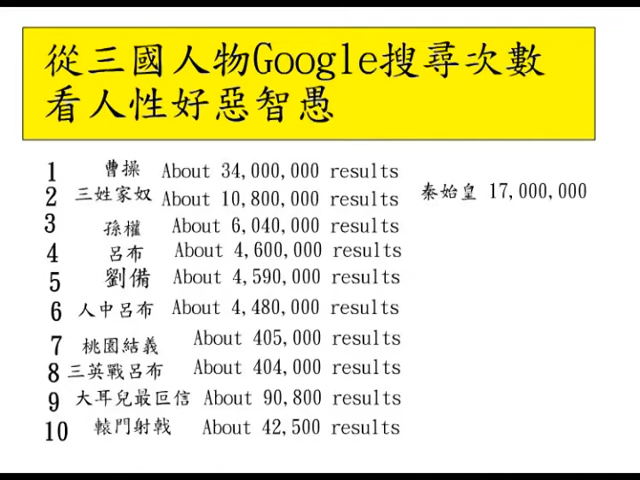 從三國人物Google搜尋次數
看人性好惡智愚
1 曹操 About 34,000,000 results
2 三姓家奴 About 10,800,000 results 秦始皇 17,000,000
3 孫權 About 6,040,000 results
4 呂布 About 4,600,000 results
5 劉備 About 4,590,000 results
6 人中呂布 About 4,480,000 results
7 桃園結義 About 405,000 results
8 三英戰呂布 About 404,000 results
9 大耳兒最叵信 About 90,800 results
10 轅門射戟 About 42,500 results